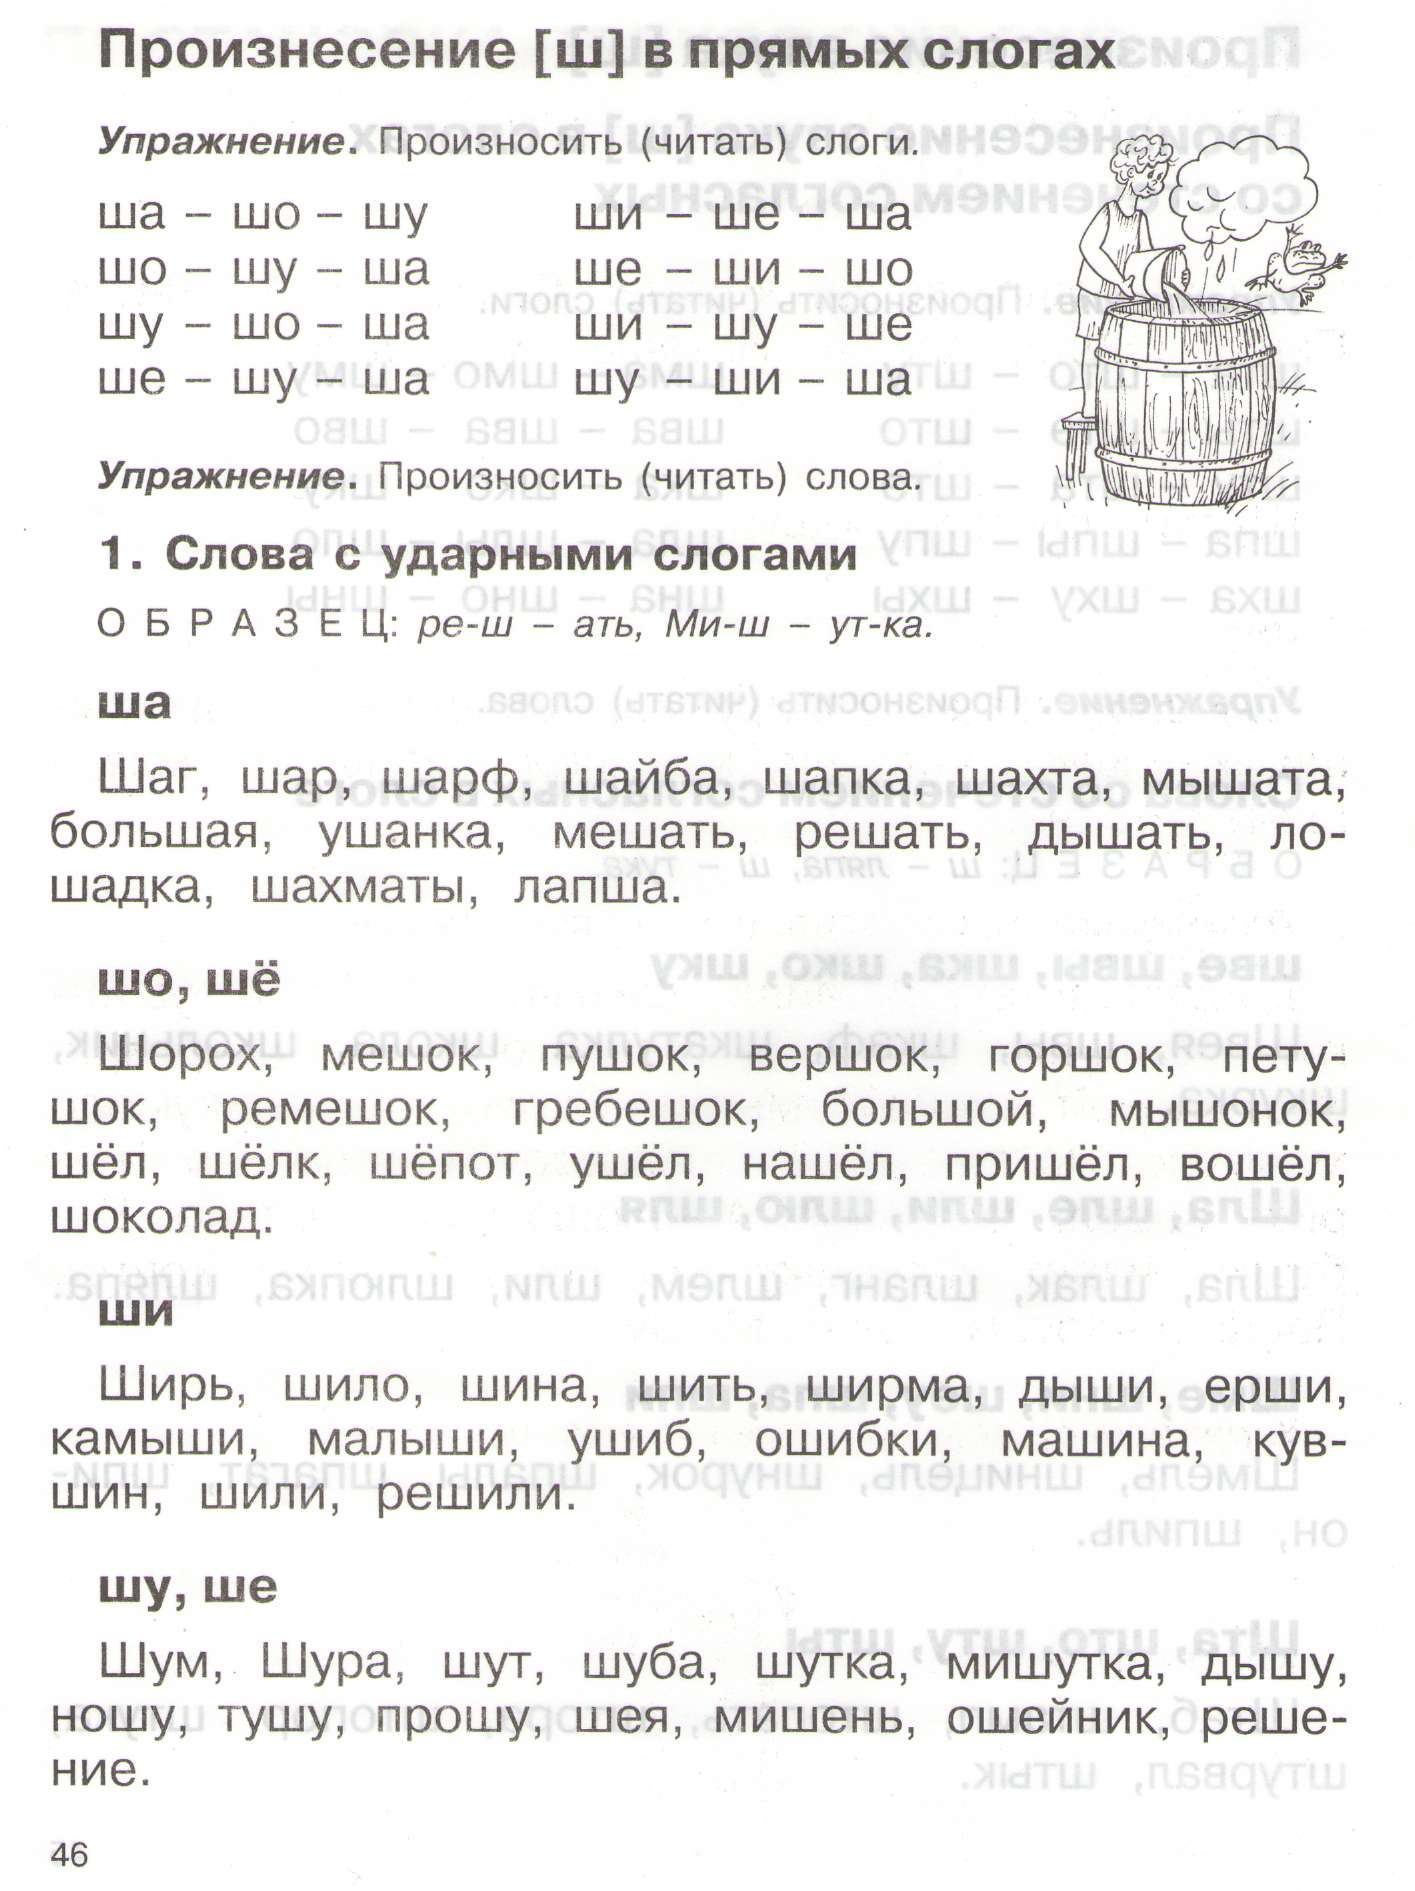 Произнесение [ш] в прямых слогах
Упражнение. Произносить (читать) слоги.
ша – шо – шу ши – ше – ша
шо – шу – ша ше – ши – шо
шу – шо – ша ши – шу – ше
ше – шу – ша шу – ши – ша
Упражнение. Произносить (читать) слова.
1. Слова с ударными слогами
О Б Р А З Е Ц: ре-ш – ать, Ми-ш – ут-ка.
ша
Шаг, шар, шарф, шайба, шапка, шахта, мышата,
большая, ушанка, мешать, решать, дышать, ло-
шадка, шахматы, лапша.
шо, шё
Шорох, мешок, пушок, вершок, горшок, пету-
шок, ремешок, гребешок, большой, мышонок,
шёл, шёлк, шёпот, ушёл, нашёл, пришёл, вошёл,
шоколад.
ши
Ширь, шило, шина, шить, ширма, дыши, ерши,
камыши, малыши, ушиб, ошибки, машина, кув-
шин, шили, решили.
шу, ше
Шум, Шура, шут, шуба, шутка, мишутка, дышу,
ношу, тушу, прошу, шея, мишень, ошейник, реше-
ние.
46